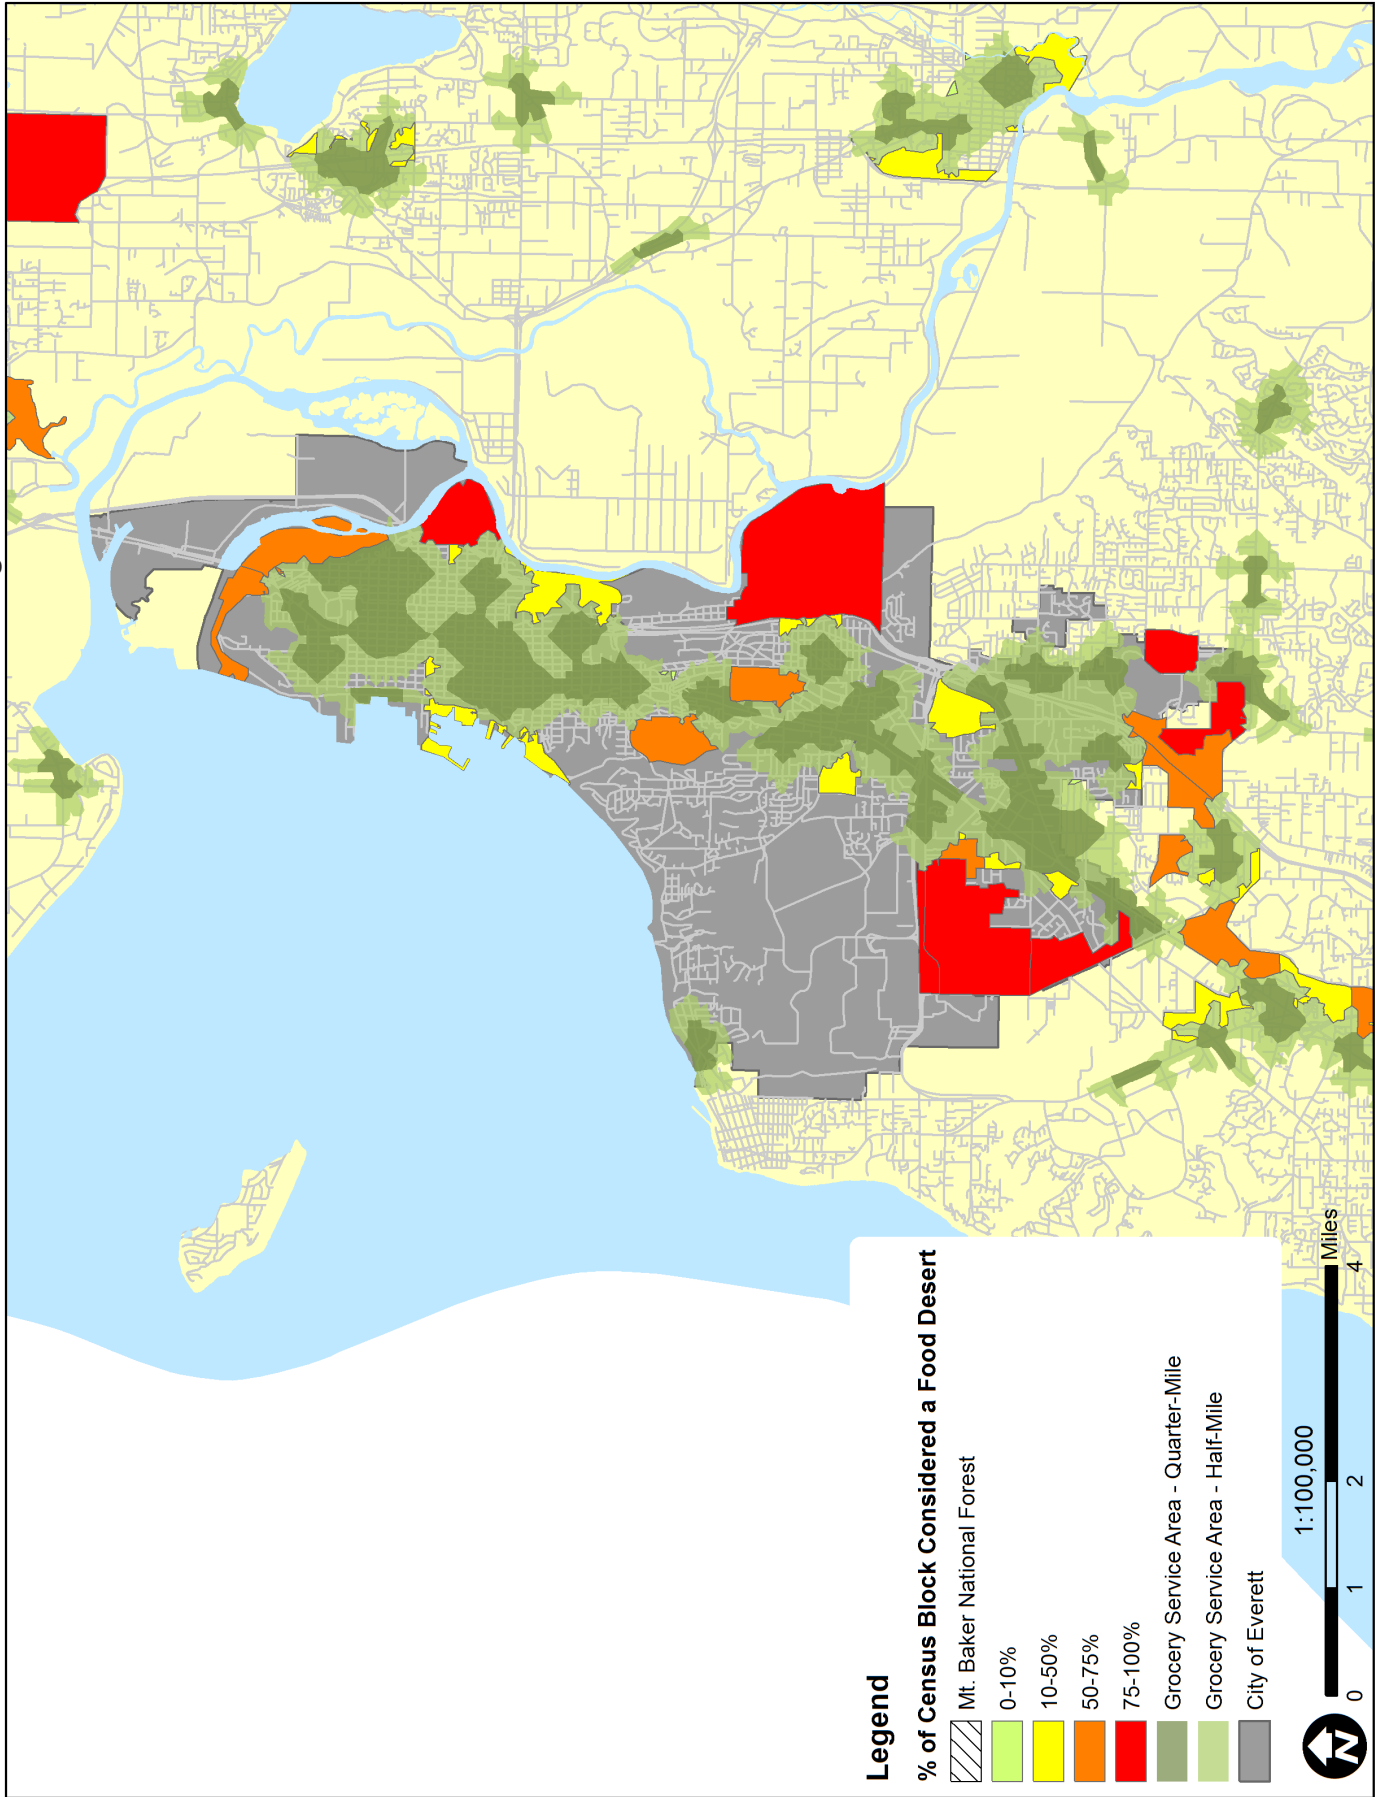 Legend
% of Census Block Considered a Food Desert
Mt. Baker National Forest
0-10%
10-50%
50-75%
75-100%
Grocery Service Area - Quarter-Mile
Grocery Service Area - Half-Mile
City of Everett
1:100,000
0 1 2 4 Miles
N